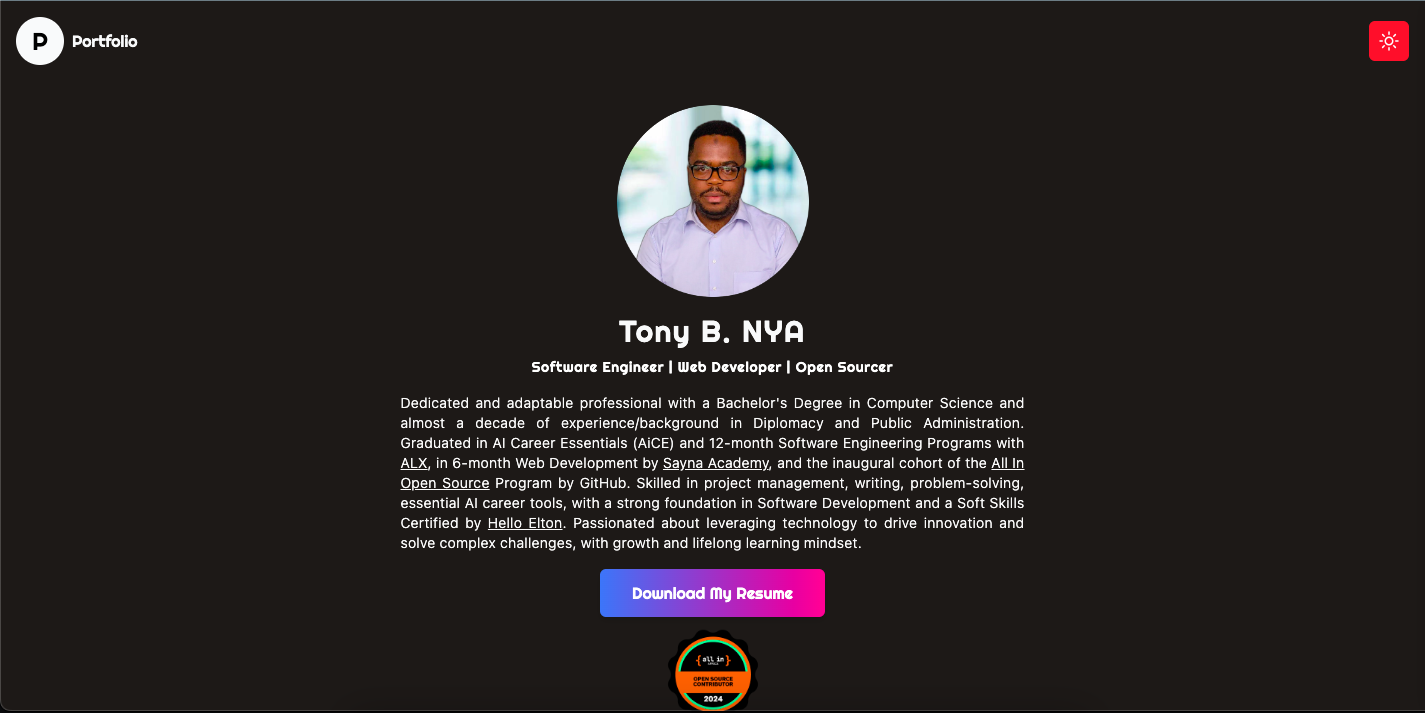 P Portfolio
Tony B. NYA
Software Engineer | Web Developer | Open Sourcer
Dedicated and adaptable professional with a Bachelor's Degree in Computer Science and
almost a decade of experience/background in Diplomacy and Public Administration.
Graduated in AI Career Essentials (AiCE) and 12-month Software Engineering Programs with
ALX, in 6-month Web Development by Sayna Academy, and the inaugural cohort of the All In
Open Source Program by GitHub. Skilled in project management, writing, problem-solving,
essential AI career tools, with a strong foundation in Software Development and a Soft Skills
Certified by Hello Elton. Passionated about leveraging technology to drive innovation and
solve complex challenges, with growth and lifelong learning mindset.
Download My Resume
{all in}
AFRICA
OPEN SOURCE
CONTRIBUTOR
2024